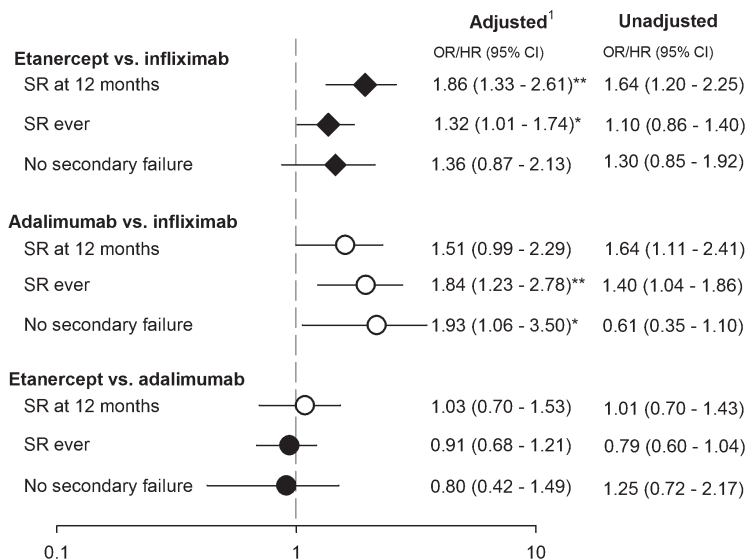 Adjusted1 Unadjusted
OR/HR (95% CI) OR/HR (95% CI)
Etanercept vs. infliximab
SR at 12 months 1.86 (1.33 - 2.61)** 1.64 (1.20 - 2.25)
SR ever 1.32 (1.01 - 1.74)* 1.10 (0.86 - 1.40)
No secondary failure 1.36 (0.87 - 2.13) 1.30 (0.85 - 1.92)
Adalimumab vs. infliximab
SR at 12 months 1.51 (0.99 - 2.29) 1.64 (1.11 - 2.41)
SR ever 1.84 (1.23 - 2.78)** 1.40 (1.04 - 1.86)
No secondary failure 1.93 (1.06 - 3.50)* 0.61 (0.35 - 1.10)
Etanercept vs. adalimumab
SR at 12 months 1.03 (0.70 - 1.53) 1.01 (0.70 - 1.43)
SR ever 0.91 (0.68 - 1.21) 0.79 (0.60 - 1.04)
No secondary failure 0.80 (0.42 - 1.49) 1.25 (0.72 - 2.17)
0.1 1 10